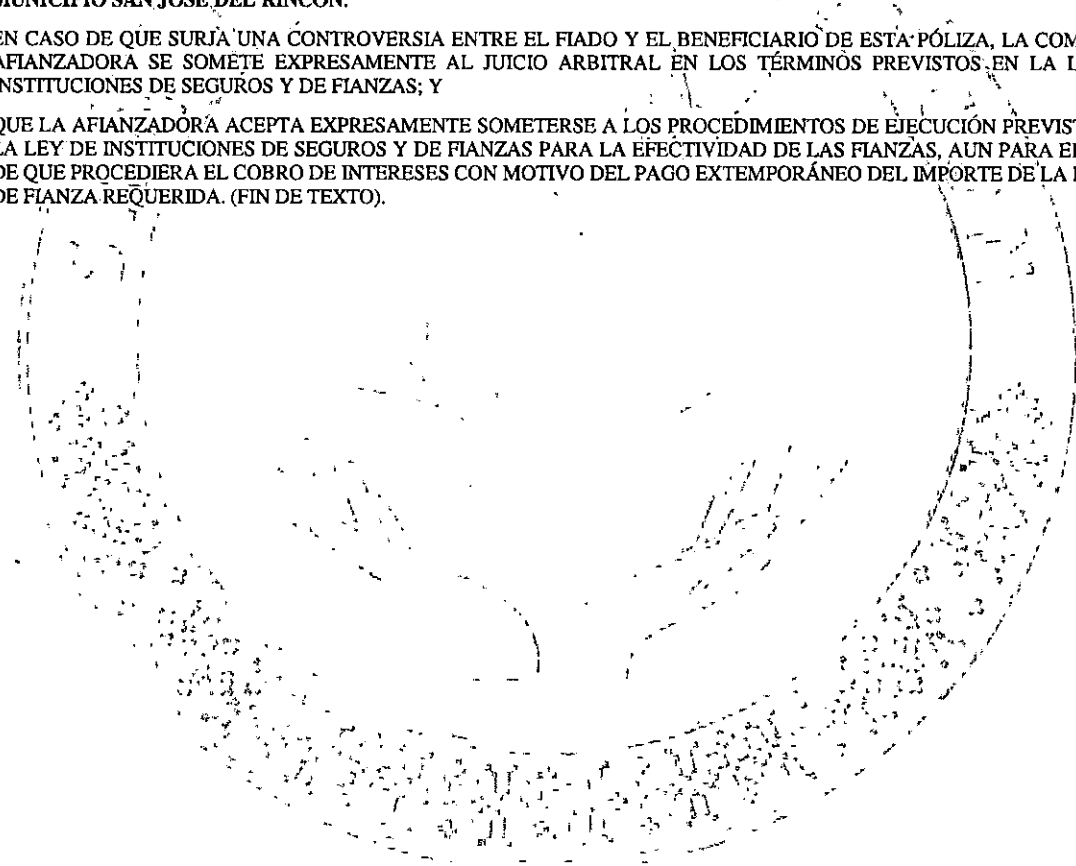 MUNICIPIO SAN JOSE DEL RINCON.
EN CASO DE QUE SURJA UNA CONTROVERSIA ENTRE EL FIADO Y EL BENEFICIARIO DE ESTA PÓLIZA, LA COM
AFIANZADORA SE SOMETE EXPRESAMENTE AL JUICIO ARBITRAL EN LOS TÉRMINOS PREVISTOS EN LA L
INSTITUCIONES DE SEGUROS Y DE FIANZAS; Y
QUE LA AFIANZADORA ACEPTA EXPRESAMENTE SOMETERSE A LOS PROCEDIMIENTOS DE EJECUCIÓN PREVIST
LA LEY DE INSTITUCIONES DE SEGUROS Y DE FIANZAS PARA LA EFECTIVIDAD DE LAS FIANZAS, AUN PARA E
DE QUE PROCEDIERA EL COBRO DE INTERESES CON MOTIVO DEL PAGO EXTEMPORÁNEO DEL IMPORTE DE LA
DE FIANZA REQUERIDA. (FIN DE TEXTO).